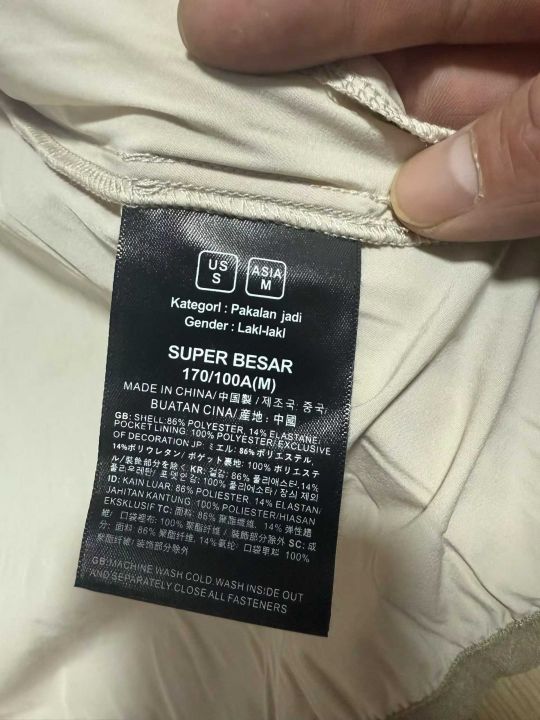 US
S
ASIA
M
KategorI : Pakalan jadi
Gender : LakI-lakI
SUPER BESAR
170/100A(M)
MADE IN CHINA/中国製/제조국: 중국/
BUATAN CINA/產地: 中國
GB: SHELL:86% POLYESTER, 14% ELASTANE,
POCKET LINING: 100% POLYESTER/EXCLUSIVE
OF DECORATION JP: ミエル: 86% ポリエステル,
14%ポリウレタン/ ポケット裏地: 100% ポリエステ
ル/装飾部分を除く KR: 겉감: 86% 폴리에스터,14%
폴리우레탄/ 포켓안감: 100% 폴리에스터/ 장식 제외
ID: KAIN LUAR: 86% POLIESTER, 14% ELASTAN/
JAHITAN KANTUNG: 100% POLYESTER/HIASAN
EKSKLUSIF TC: 面料: 86% 聚酯纖維, 14% 彈性纖
維/ 口袋裡布: 100% 聚酯纤维 / 裝飾部分除外 SC: 成
分: 面料: 86% 聚酯纤维, 14%氨纶/ 口袋 100%
聚酯纤维/ 装饰部分除外
GB:MACHINE WASH COLD.WASH INSIDE OUT
AND SEPARATELY CLOSE ALL FASTENERS